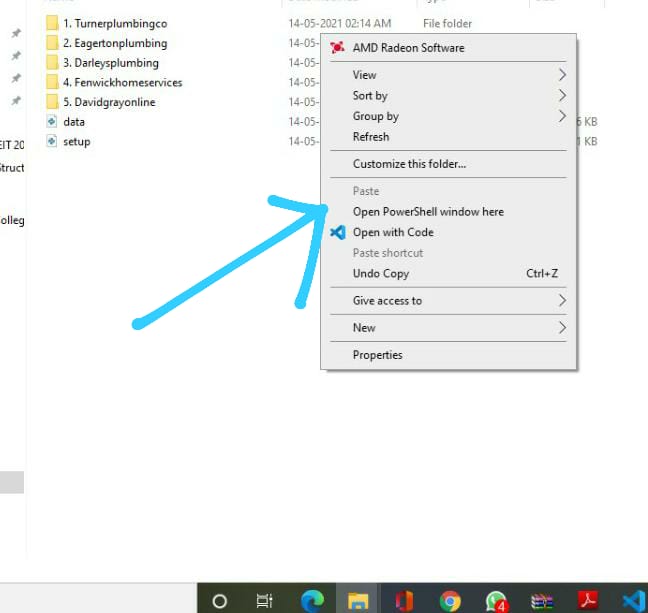 1. Turnerplumbingco 14-05-2021 02:14 AM File folder
2. Eagertonplumbing 14-05-
3. Darleysplumbing 14-05-
4. Fenwickhomeservices 14-05-
5. Davidgrayonline 14-05-
data 14-05- 6 KB
setup 14-05- 1 KB
AMD Radeon Software
View
Sort by
Group by
Refresh
Customize this folder...
Paste
Open PowerShell window here
Open with Code
Paste shortcut
Undo Copy Ctrl+Z
Give access to
New
Properties
EIT 20
Struct
Colleg
4